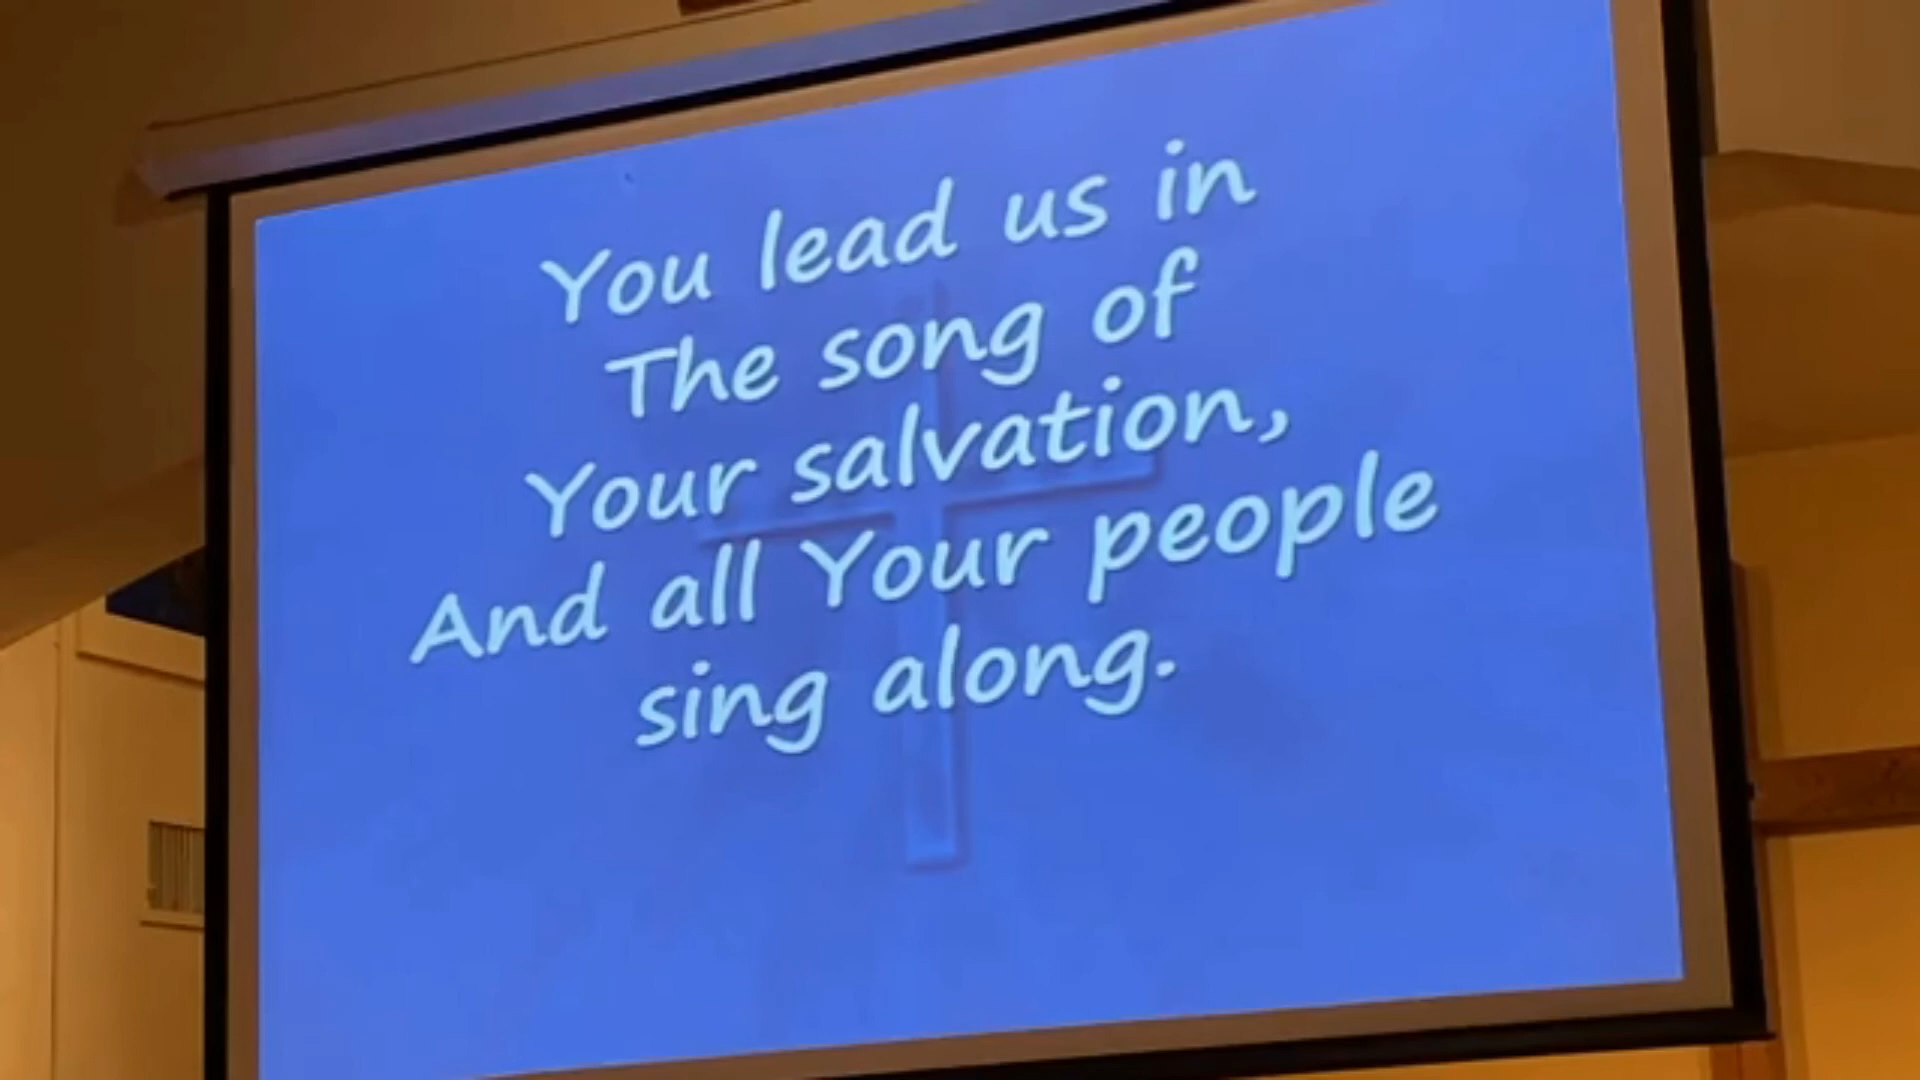 You lead us in
The song of
Your salvation,
And all Your people
sing along.